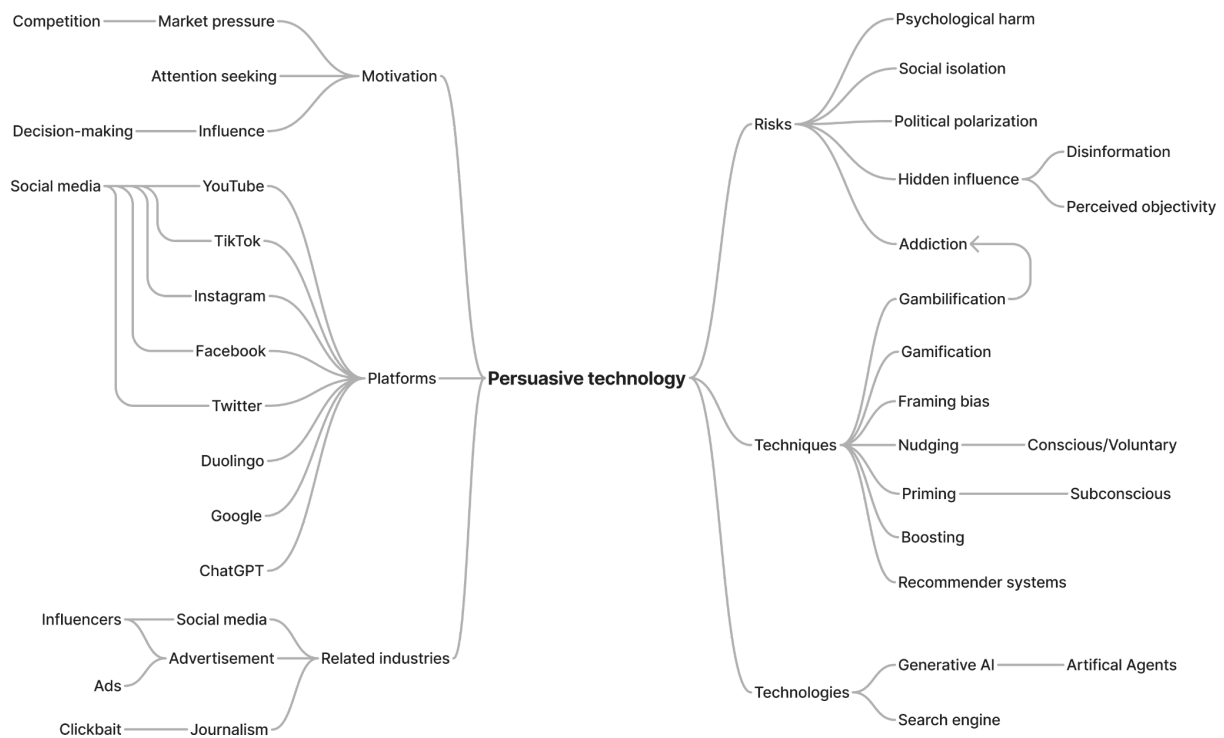 Competition
Market pressure
Attention seeking
Motivation
Decision-making
Influence
Social media
YouTube
TikTok
Instagram
Facebook
Twitter
Duolingo
Google
ChatGPT
Platforms
Influencers
Social media
Advertisement
Ads
Related industries
Clickbait
Journalism
Persuasive technology
Risks
Psychological harm
Social isolation
Political polarization
Hidden influence
Disinformation
Perceived objectivity
Addiction
Techniques
Gambilification
Gamification
Framing bias
Nudging
Conscious/Voluntary
Priming
Subconscious
Boosting
Recommender systems
Technologies
Generative AI
Artifical Agents
Search engine